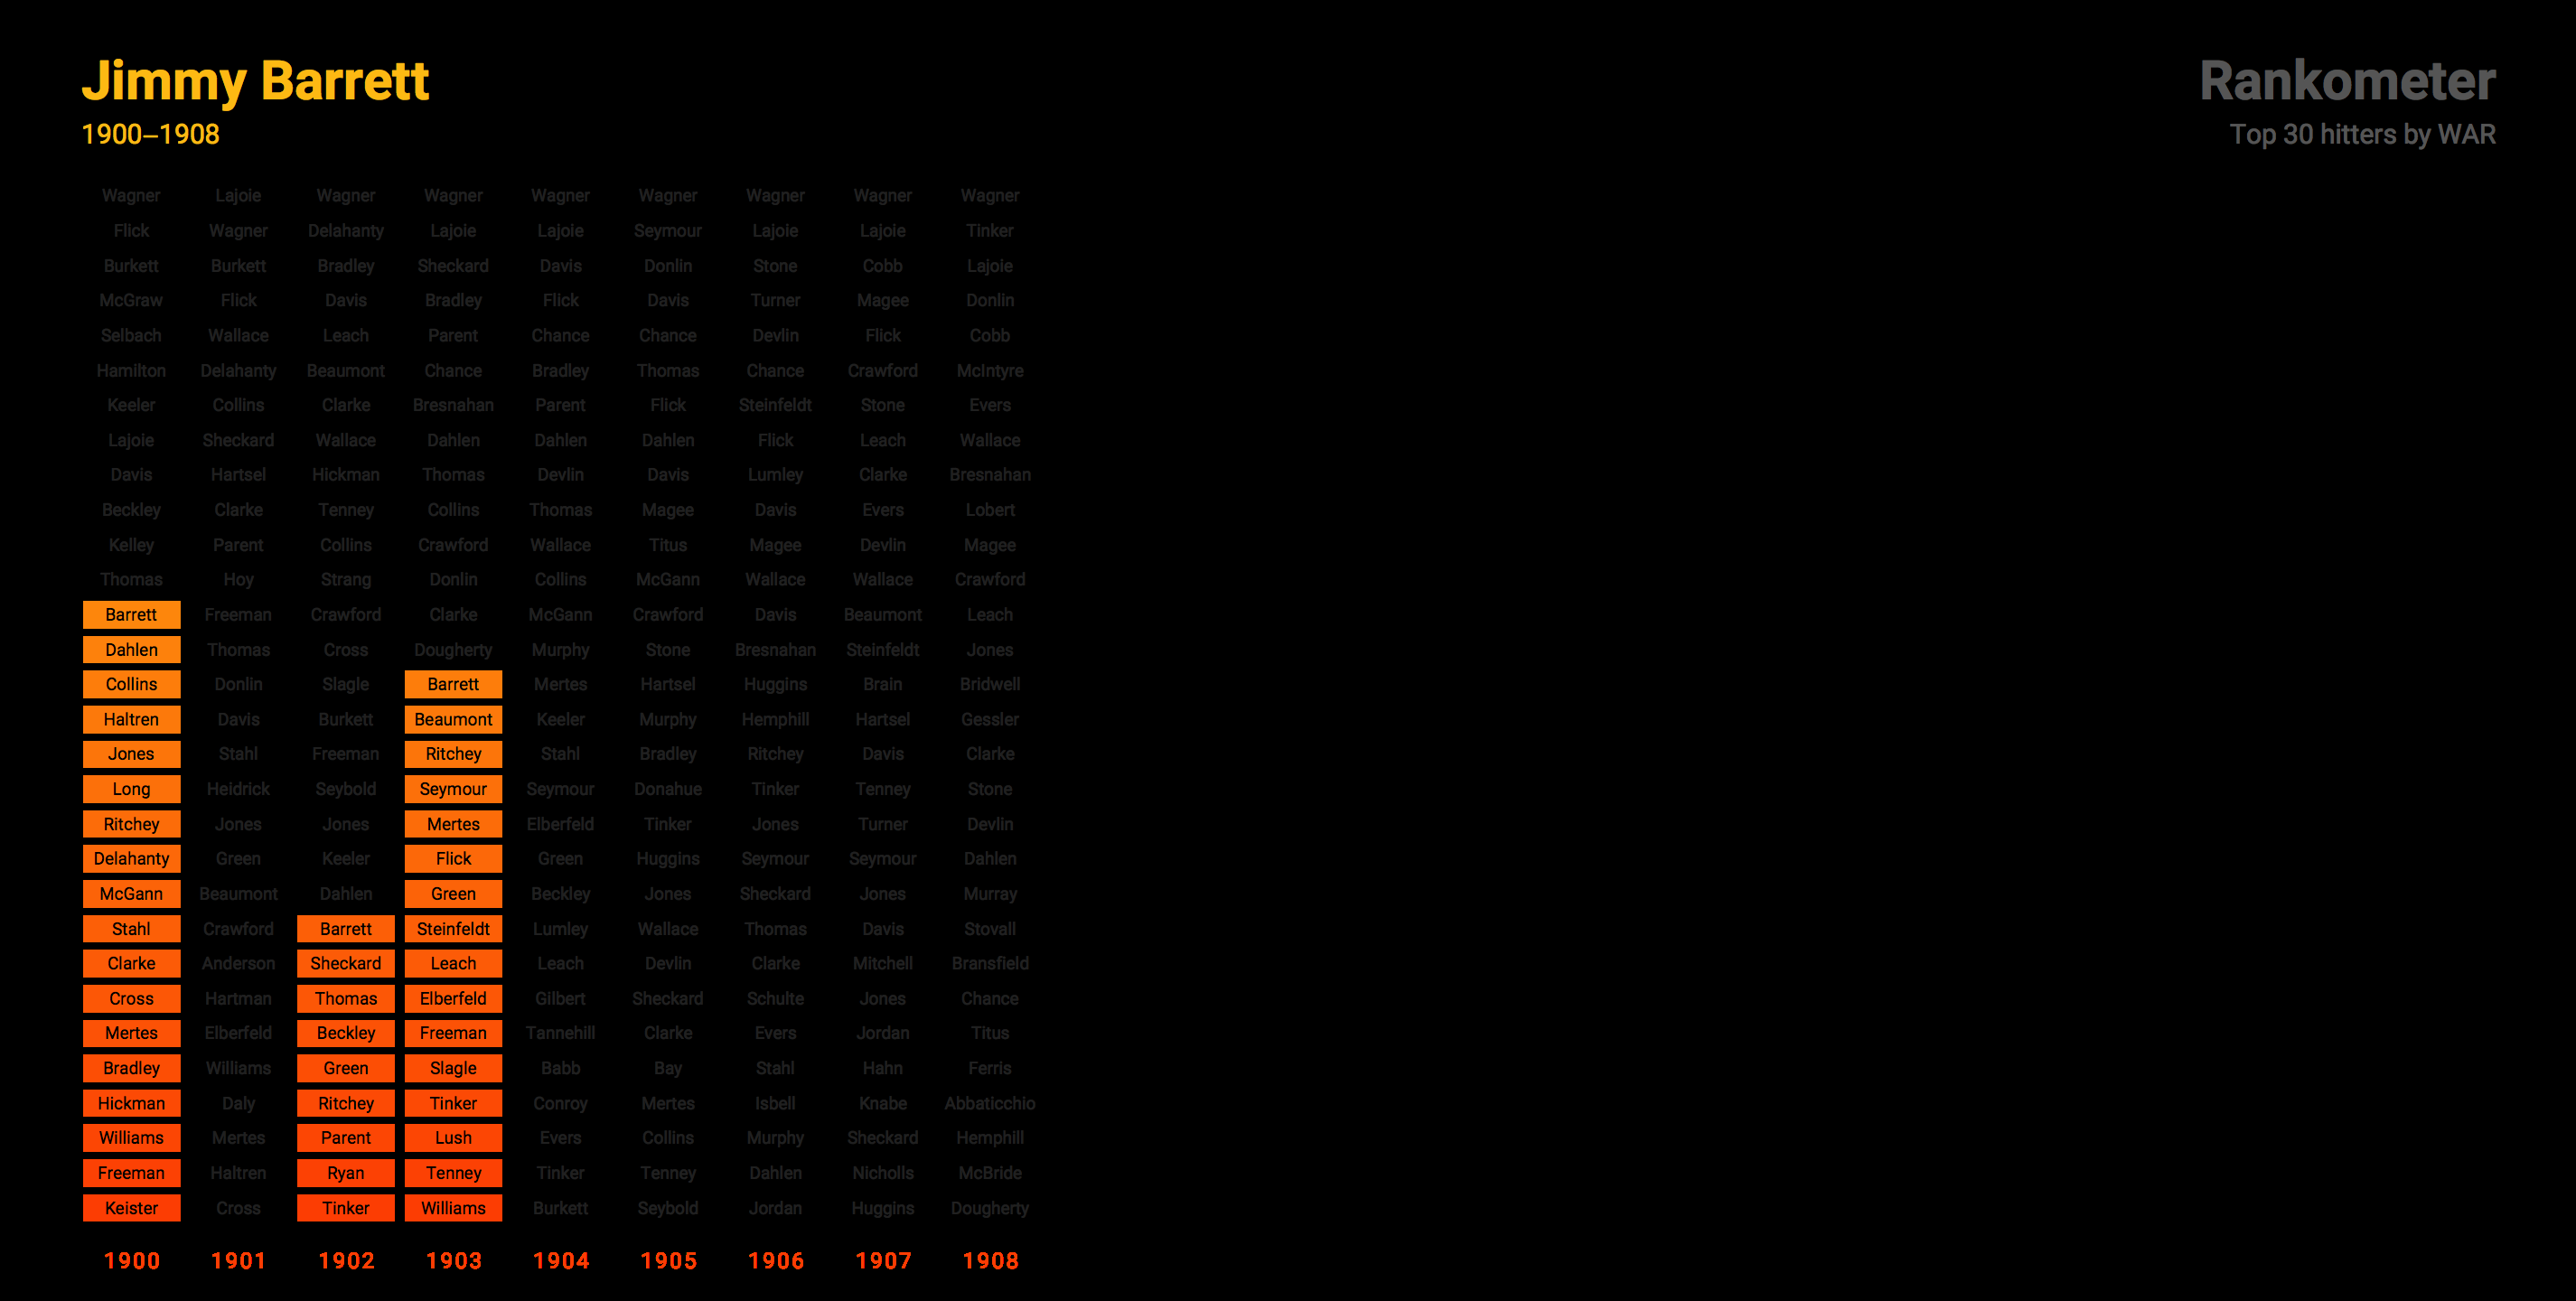 Jimmy Barrett
1900–1908
Rankometer
Top 30 hitters by WAR
Wagner Lajoie Wagner Wagner Wagner Wagner Wagner Wagner Wagner
Flick Wagner Delahanty Lajoie Lajoie Seymour Lajoie Lajoie Tinker
Burkett Burkett Bradley Sheckard Davis Donlin Stone Cobb Lajoie
McGraw Flick Davis Bradley Flick Davis Turner Magee Donlin
Selbach Wallace Leach Parent Chance Chance Devlin Flick Cobb
Hamilton Delahanty Beaumont Chance Bradley Thomas Chance Crawford McIntyre
Keeler Collins Clarke Bresnahan Parent Flick Steinfeldt Stone Evers
Lajoie Sheckard Wallace Dahlen Dahlen Dahlen Flick Leach Wallace
Davis Hartsel Hickman Thomas Devlin Davis Lumley Clarke Bresnahan
Beckley Clarke Tenney Collins Thomas Magee Davis Evers Lobert
Kelley Parent Collins Crawford Wallace Titus Magee Devlin Magee
Thomas Hoy Strang Donlin Collins McGann Wallace Wallace Crawford
Barrett Freeman Crawford Clarke McGann Crawford Davis Beaumont Leach
Dahlen Thomas Cross Dougherty Murphy Stone Bresnahan Steinfeldt Jones
Collins Donlin Slagle Barrett Mertes Hartsel Huggins Brain Bridwell
Haltren Davis Burkett Beaumont Keeler Murphy Hemphill Hartsel Gessler
Jones Stahl Freeman Ritchey Stahl Bradley Ritchey Davis Clarke
Long Heidrick Seybold Seymour Seymour Donahue Tinker Tenney Stone
Ritchey Jones Jones Mertes Elberfeld Tinker Jones Turner Devlin
Delahanty Green Keeler Flick Green Huggins Seymour Seymour Dahlen
McGann Beaumont Dahlen Green Beckley Jones Sheckard Jones Murray
Stahl Crawford Barrett Steinfeldt Lumley Wallace Thomas Davis Stovall
Clarke Anderson Sheckard Leach Leach Devlin Clarke Mitchell Bransfield
Cross Hartman Thomas Elberfeld Gilbert Sheckard Schulte Jones Chance
Mertes Elberfeld Beckley Freeman Tannehill Clarke Evers Jordan Titus
Bradley Williams Green Slagle Babb Bay Stahl Hahn Ferris
Hickman Daly Ritchey Tinker Conroy Mertes Isbell Knabe Abbaticchio
Williams Mertes Parent Lush Evers Collins Murphy Sheckard Hemphill
Freeman Haltren Ryan Tenney Tinker Tenney Dahlen Nicholls McBride
Keister Cross Tinker Williams Burkett Seybold Jordan Huggins Dougherty
1900 1901 1902 1903 1904 1905 1906 1907 1908